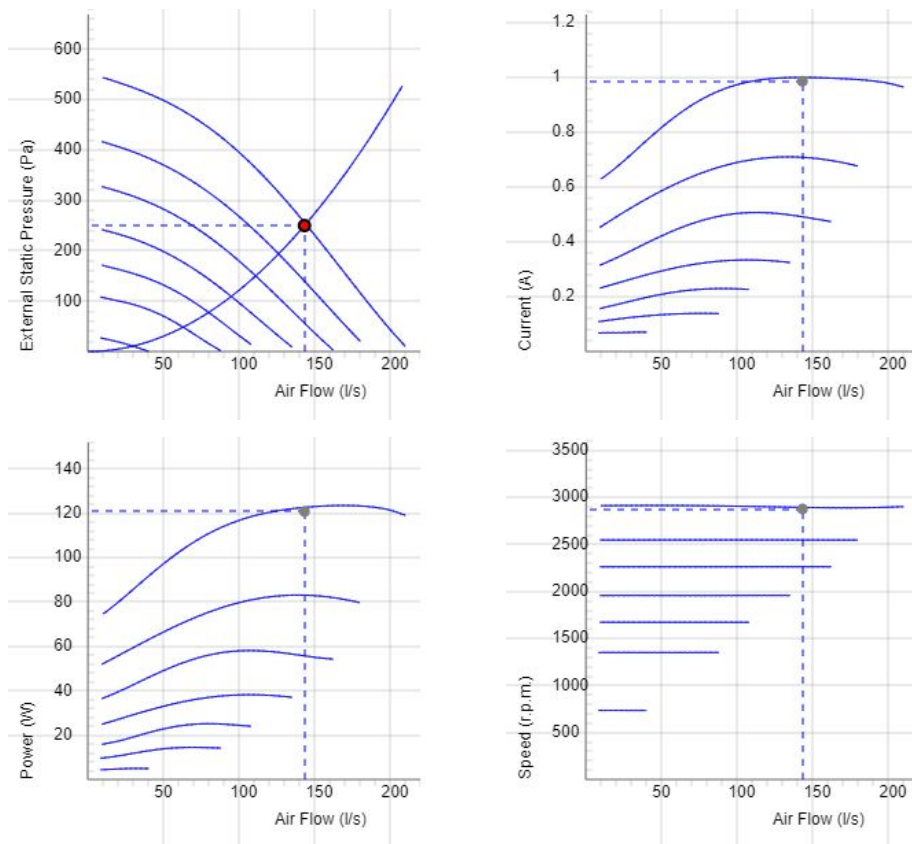 600
500
400
300
200
100
External Static Pressure (Pa)
50 100 150 200
Air Flow (l/s)
1.2
1
0.8
0.6
0.4
0.2
Current (A)
50 100 150 200
Air Flow (l/s)
140
120
100
80
60
40
20
Power (W)
50 100 150 200
Air Flow (l/s)
3500
3000
2500
2000
1500
1000
500
Speed (r.p.m.)
50 100 150 200
Air Flow (l/s)